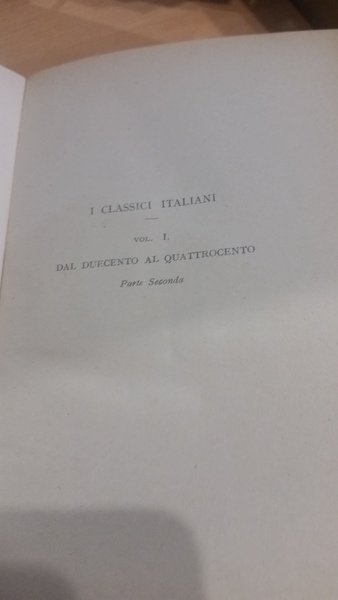 I CLASSICI ITALIANI
VOL. I.
DAL DUECENTO AL QUATTROCENTO
Parte Seconda